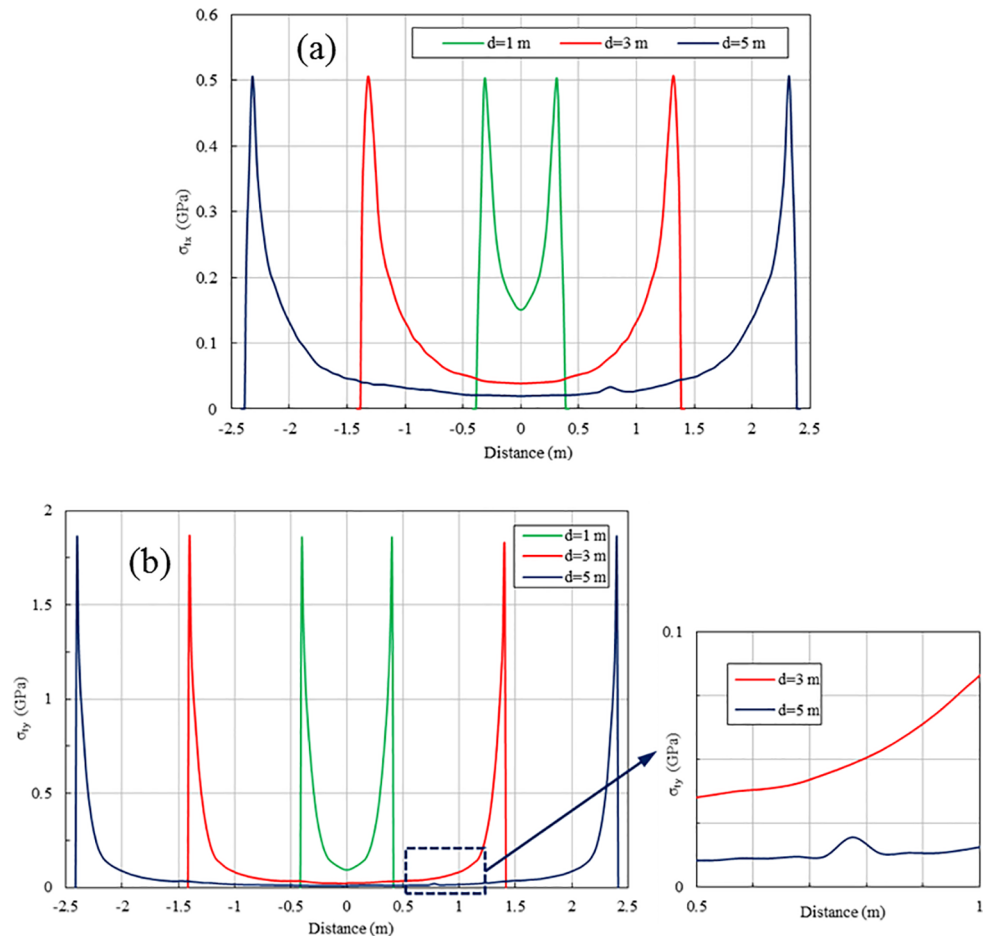 (a)
d=1 m d=3 m d=5 m
0.6
0.5
0.4
0.3
0.2
0.1
0
σtx (GPa)
-2.5 -2 -1.5 -1 -0.5 0 0.5 1 1.5 2 2.5
Distance (m)
(b)
d=1 m
d=3 m
d=5 m
2
1.5
1
0.5
0
σty (GPa)
-2.5 -2 -1.5 -1 -0.5 0 0.5 1 1.5 2 2.5
Distance (m)
d=3 m
d=5 m
0.1
0
σty (GPa)
0.5 1
Distance (m)